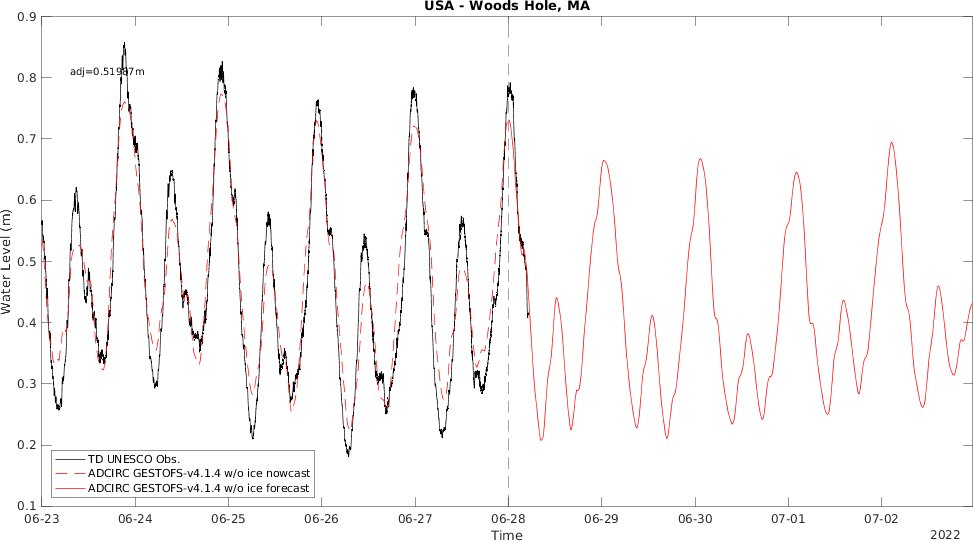 USA - Woods Hole, MA
0.9
0.8
0.7
0.6
0.5
0.4
0.3
0.2
0.1
Water Level (m)
adj=0.51987m
TD UNESCO Obs.
ADCIRC GESTOFS-v4.1.4 w/o ice nowcast
ADCIRC GESTOFS-v4.1.4 w/o ice forecast
06-23 06-24 06-25 06-26 06-27 06-28 06-29 06-30 07-01 07-02
Time
2022